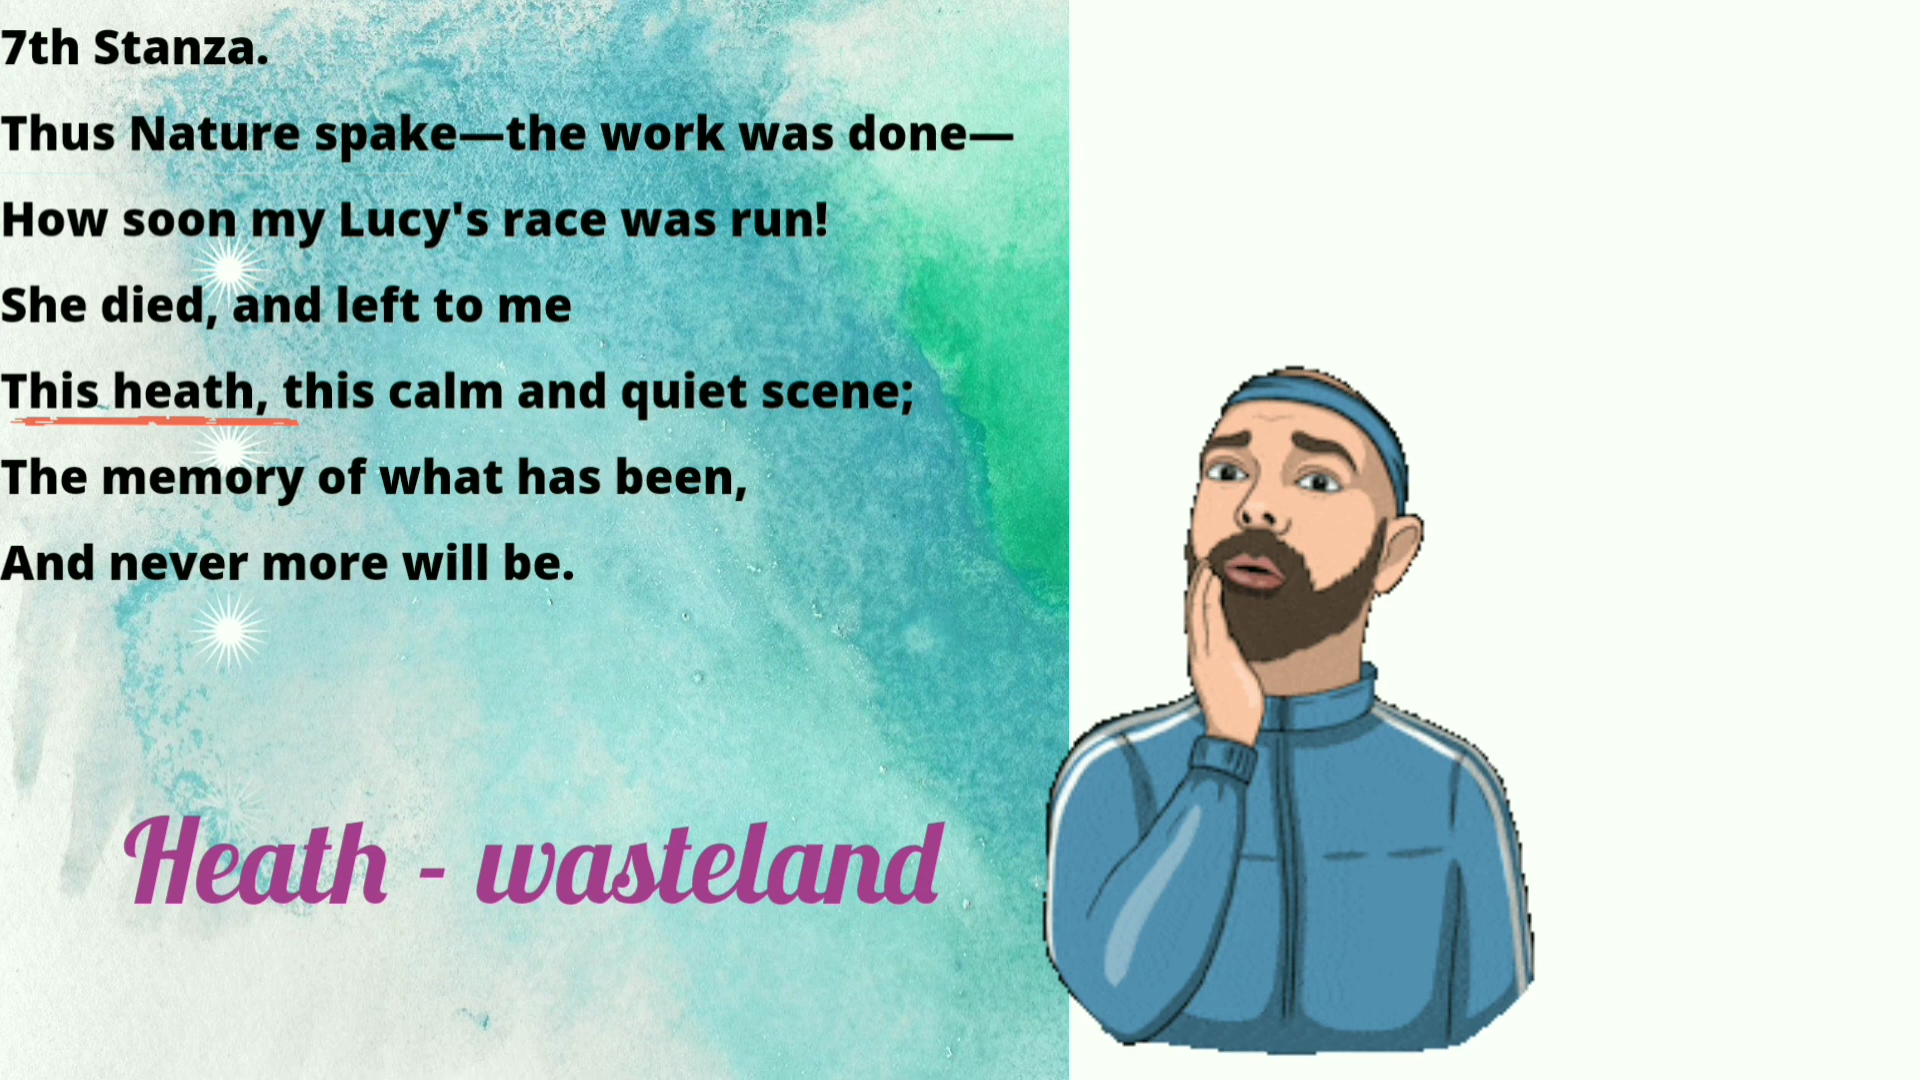 7th Stanza.
Thus Nature spake—the work was done—
How soon my Lucy's race was run!
She died, and left to me
This heath, this calm and quiet scene;
The memory of what has been,
And never more will be.
Heath - wasteland